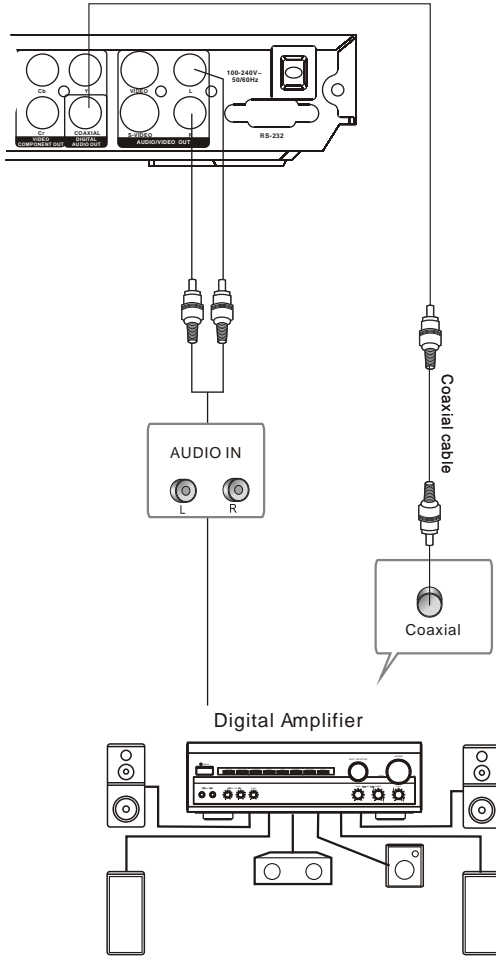 100-240V~
50/60Hz
Cb
Y
VIDEO
L
Cr
COAXIAL
S-VIDEO
R
RS-232
VIDEO
COMPONENT OUT
DIGITAL
AUDIO OUT
AUDIO/VIDEO OUT
Coaxial cable
AUDIO IN
L
R
Coaxial
Digital Amplifier